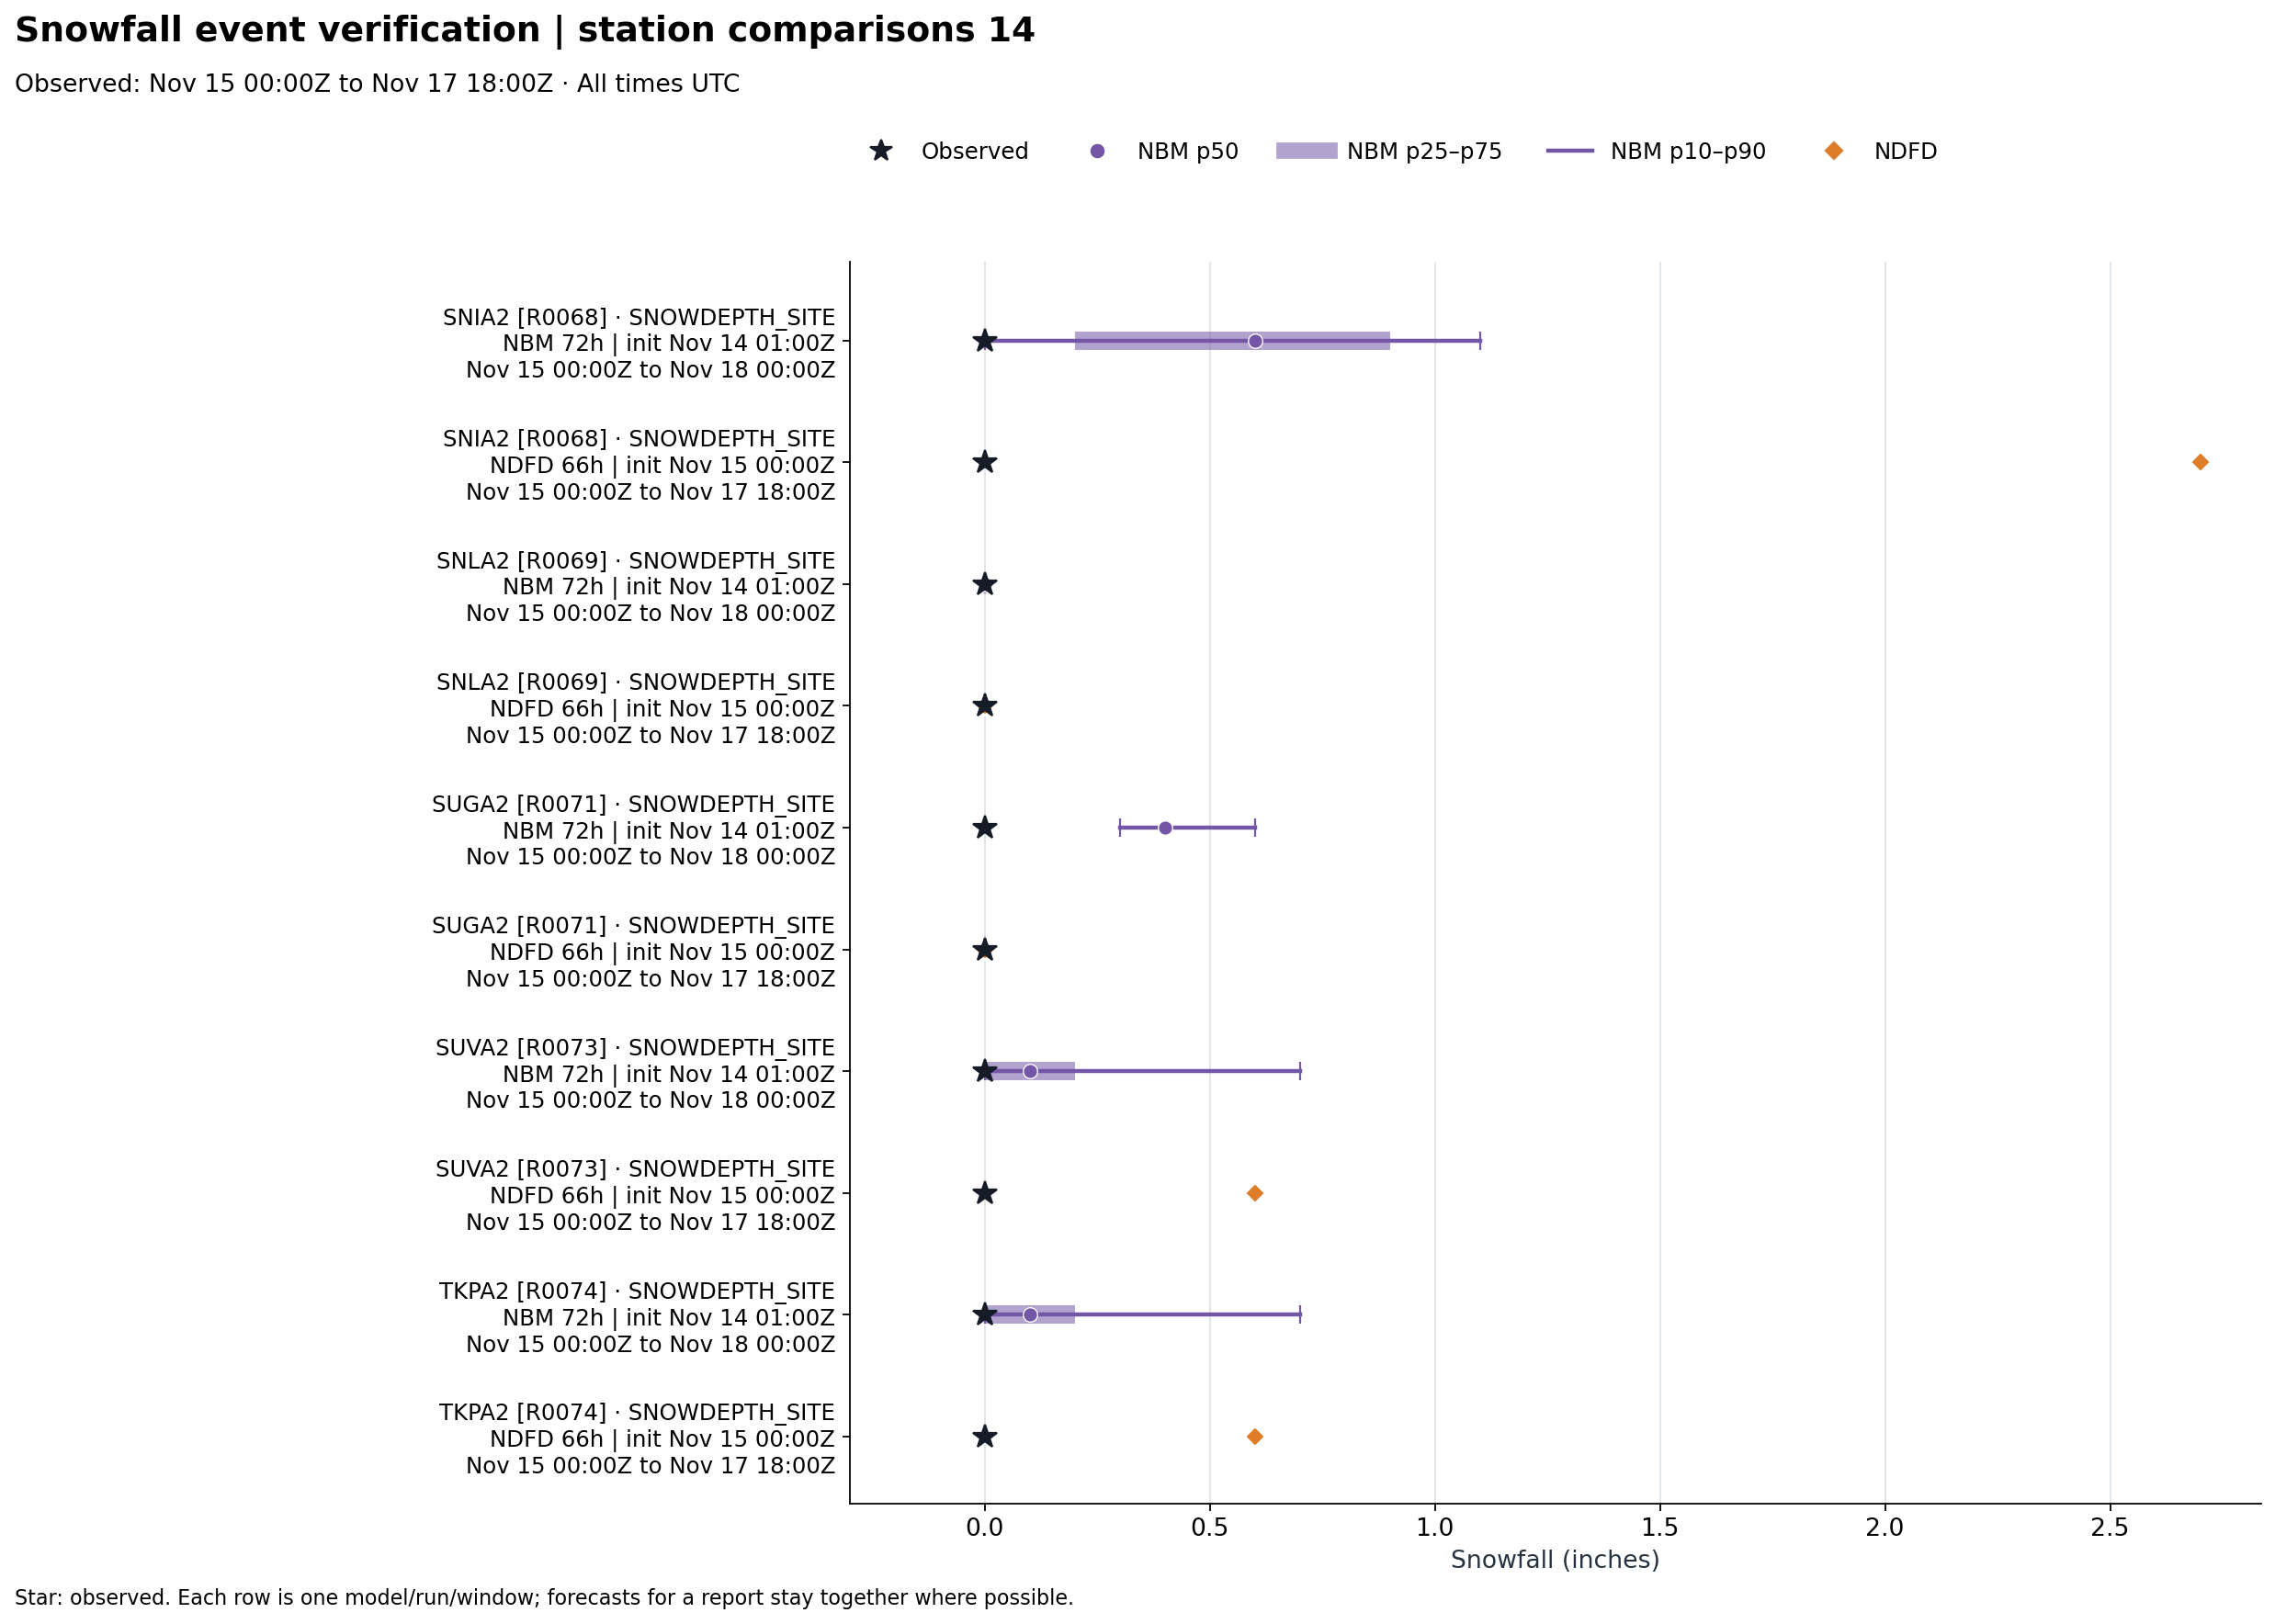 Snowfall event verification | station comparisons 14
Observed: Nov 15 00:00Z to Nov 17 18:00Z · All times UTC
Observed NBM p50 NBM p25–p75 NBM p10–p90 NDFD
SNIA2 [R0068] · SNOWDEPTH_SITE
NBM 72h | init Nov 14 01:00Z
Nov 15 00:00Z to Nov 18 00:00Z
SNIA2 [R0068] · SNOWDEPTH_SITE
NDFD 66h | init Nov 15 00:00Z
Nov 15 00:00Z to Nov 17 18:00Z
SNLA2 [R0069] · SNOWDEPTH_SITE
NBM 72h | init Nov 14 01:00Z
Nov 15 00:00Z to Nov 18 00:00Z
SNLA2 [R0069] · SNOWDEPTH_SITE
NDFD 66h | init Nov 15 00:00Z
Nov 15 00:00Z to Nov 17 18:00Z
SUGA2 [R0071] · SNOWDEPTH_SITE
NBM 72h | init Nov 14 01:00Z
Nov 15 00:00Z to Nov 18 00:00Z
SUGA2 [R0071] · SNOWDEPTH_SITE
NDFD 66h | init Nov 15 00:00Z
Nov 15 00:00Z to Nov 17 18:00Z
SUVA2 [R0073] · SNOWDEPTH_SITE
NBM 72h | init Nov 14 01:00Z
Nov 15 00:00Z to Nov 18 00:00Z
SUVA2 [R0073] · SNOWDEPTH_SITE
NDFD 66h | init Nov 15 00:00Z
Nov 15 00:00Z to Nov 17 18:00Z
TKPA2 [R0074] · SNOWDEPTH_SITE
NBM 72h | init Nov 14 01:00Z
Nov 15 00:00Z to Nov 18 00:00Z
TKPA2 [R0074] · SNOWDEPTH_SITE
NDFD 66h | init Nov 15 00:00Z
Nov 15 00:00Z to Nov 17 18:00Z
0.0 0.5 1.0 1.5 2.0 2.5
Snowfall (inches)
Star: observed. Each row is one model/run/window; forecasts for a report stay together where possible.